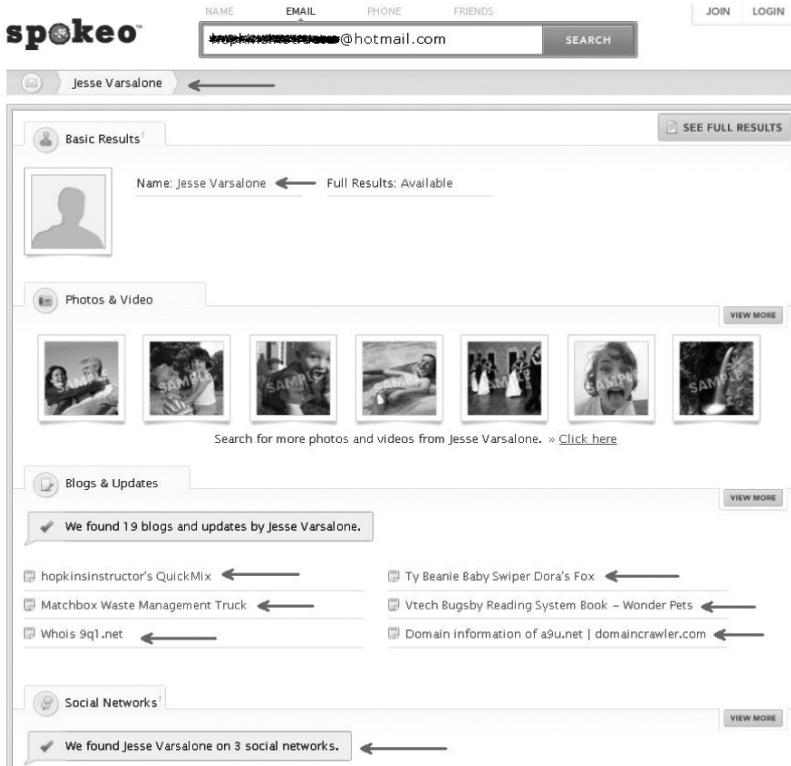 NAME EMAIL PHONE FRIENDS JOIN LOGIN
spokeo™
@hotmail.com SEARCH
Jesse Varsalone
Basic Results† SEE FULL RESULTS
Name: Jesse Varsalone Full Results: Available
Photos & Video
VIEW MORE
SAMPLE SAMPLE SAMPLE SAMPLE SAMPLE SAMPLE SAMPLE
Search for more photos and videos from Jesse Varsalone. » Click here
Blogs & Updates
VIEW MORE
We found 19 blogs and updates by Jesse Varsalone.
hopkinsinstructor's QuickMix Ty Beanie Baby Swiper Dora's Fox
Matchbox Waste Management Truck Vtech Bugsby Reading System Book – Wonder Pets
Whois 9q1.net Domain information of a9u.net | domaincrawler.com
Social Networks†
VIEW MORE
We found Jesse Varsalone on 3 social networks.